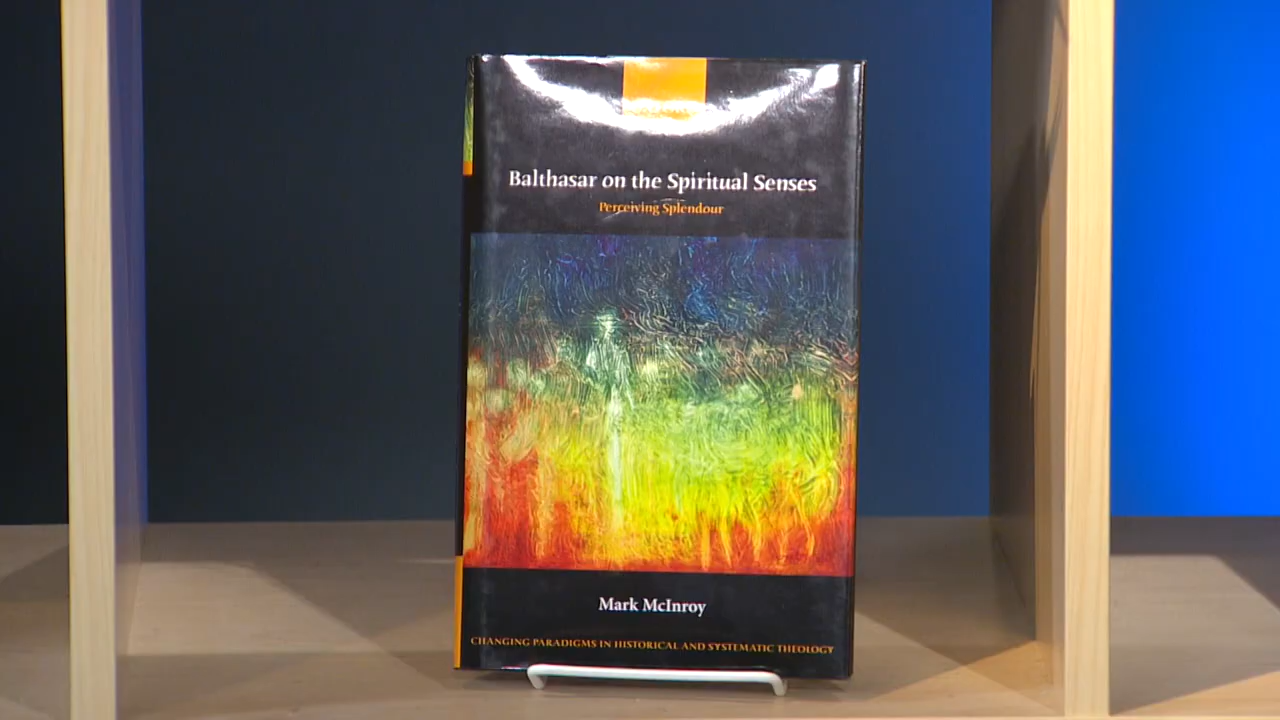 Balthasar on the Spiritual Senses
Perceiving Splendour
Mark McInroy
CHANGING PARADIGMS IN HISTORICAL AND SYSTEMATIC THEOLOGY